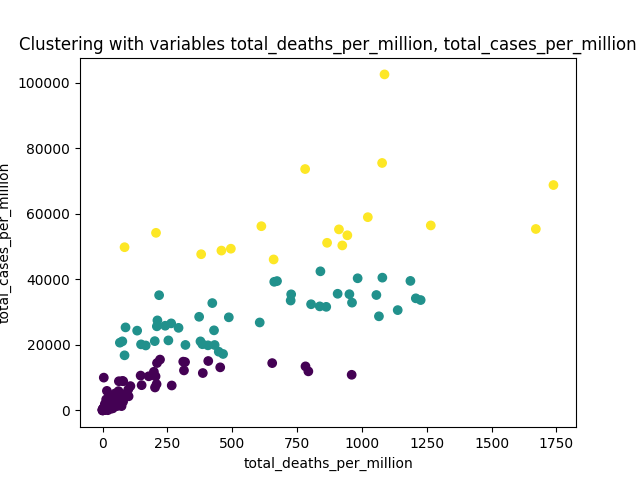 Clustering with variables total_deaths_per_million, total_cases_per_million
100000
80000
60000
40000
20000
0
total_cases_per_million
0 250 500 750 1000 1250 1500 1750
total_deaths_per_million